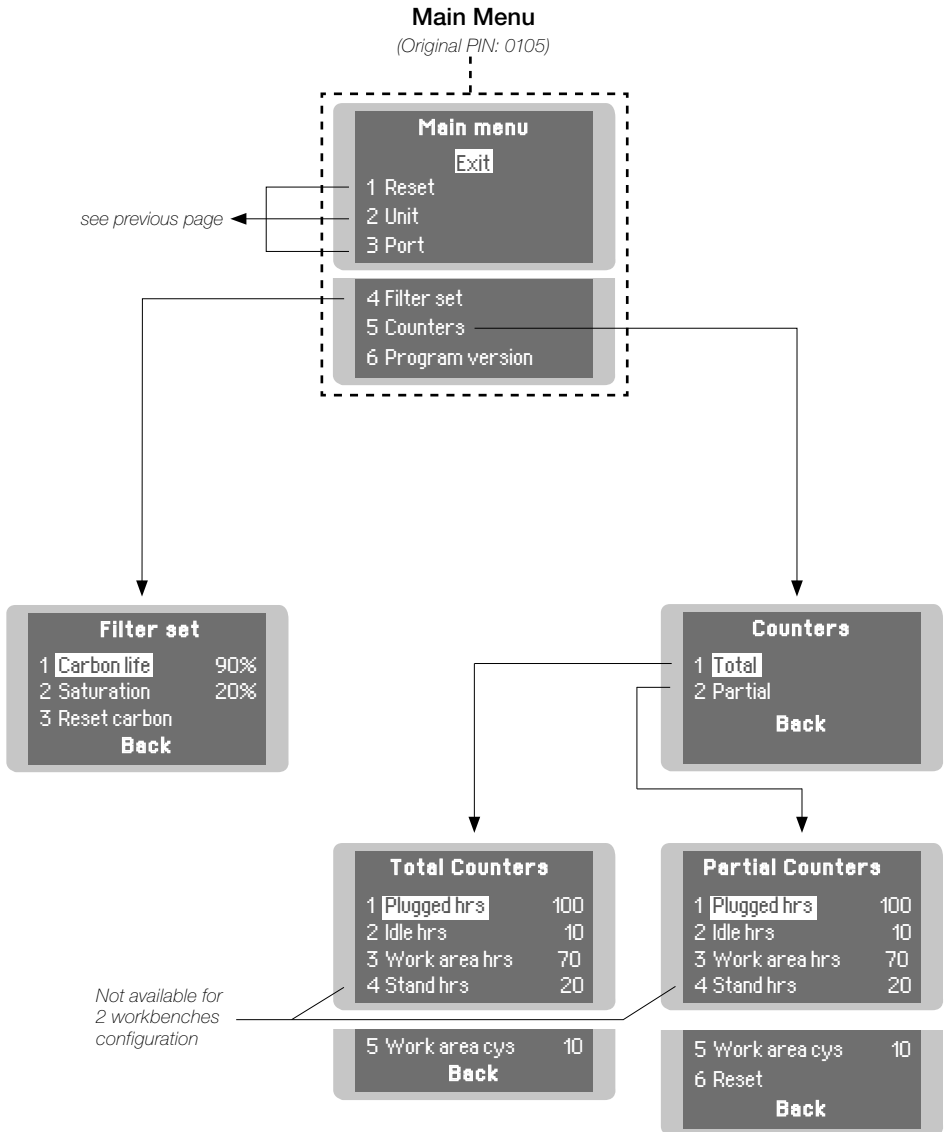 Main Menu
(Original PIN: 0105)
Main menu
Exit
1 Reset
2 Unit
3 Port
see previous page
4 Filter set
5 Counters
6 Program version
Filter set
1 Carbon life 90%
2 Saturation 20%
3 Reset carbon
Back
Counters
1 Total
2 Partial
Back
Total Counters
1 Plugged hrs 100
2 Idle hrs 10
3 Work area hrs 70
4 Stand hrs 20
5 Work area cys 10
Back
Partial Counters
1 Plugged hrs 100
2 Idle hrs 10
3 Work area hrs 70
4 Stand hrs 20
5 Work area cys 10
6 Reset
Back
Not available for
2 workbenches
configuration